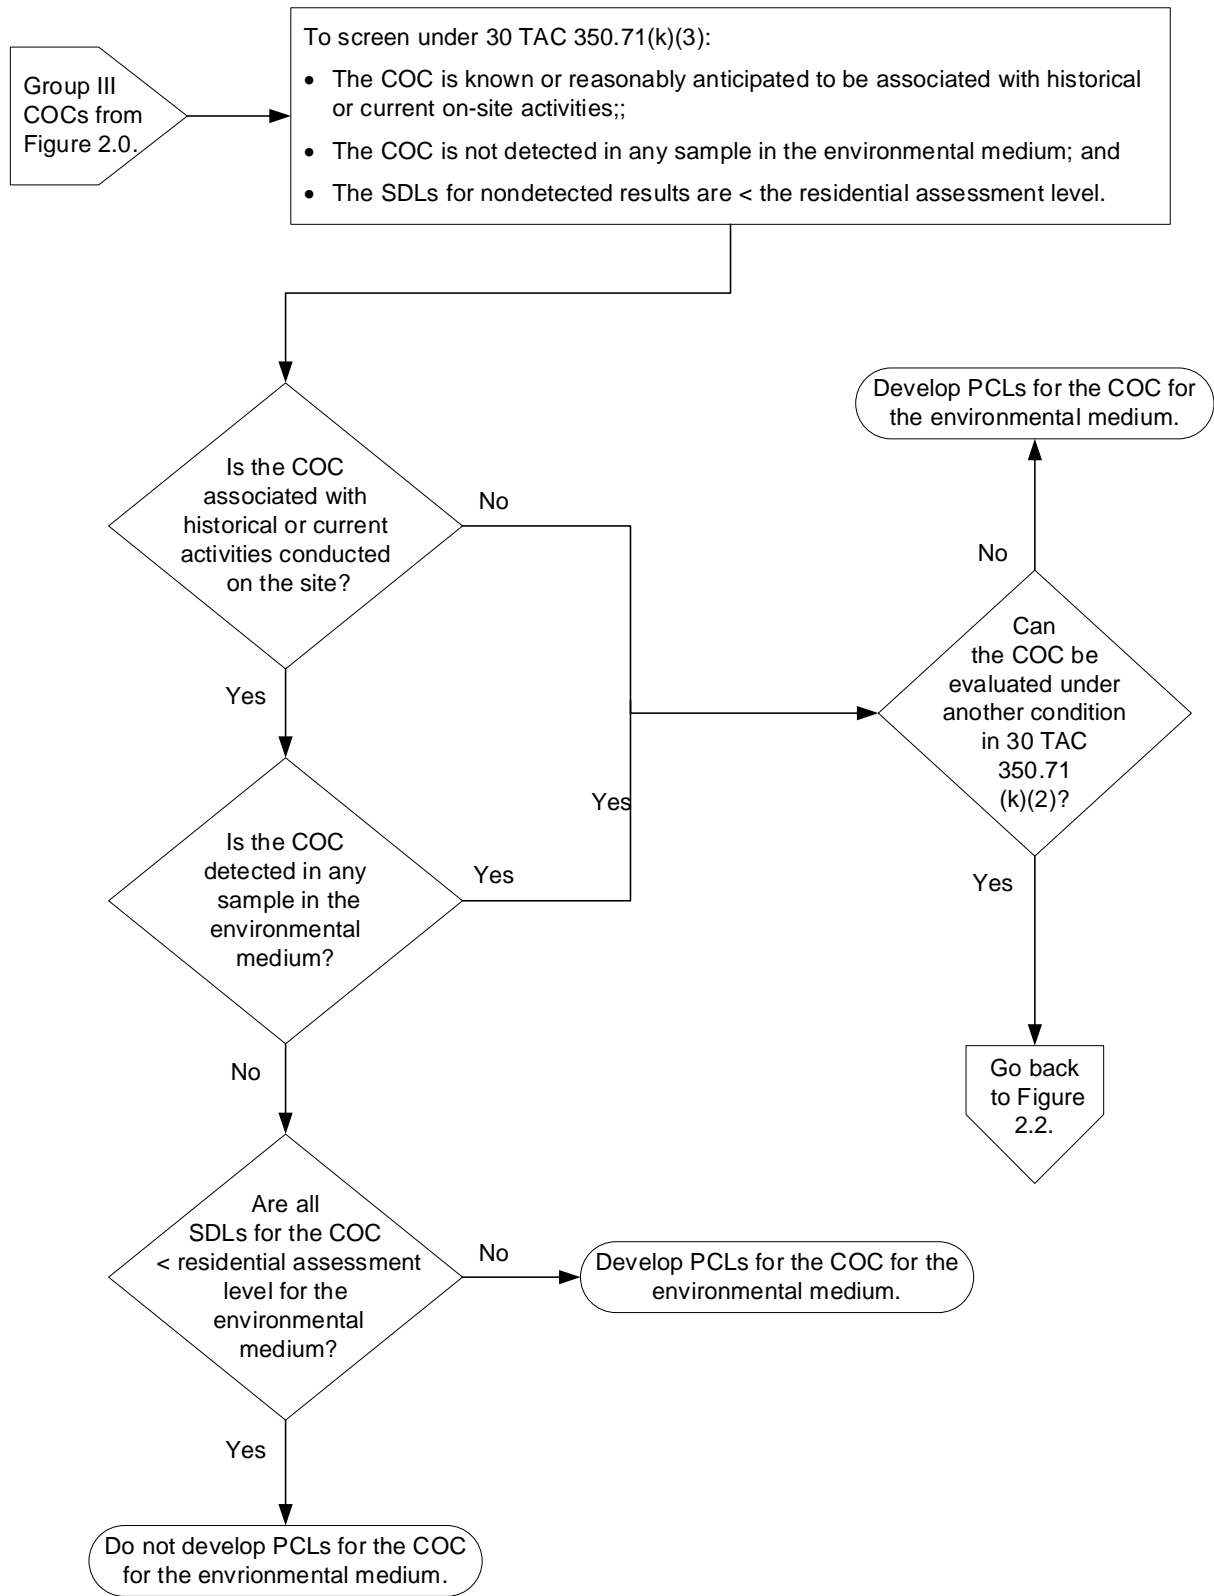 Group III
COCs from
Figure 2.0.
To screen under 30 TAC 350.71(k)(3):
• The COC is known or reasonably anticipated to be associated with historical
or current on-site activities;;
• The COC is not detected in any sample in the environmental medium; and
• The SDLs for nondetected results are < the residential assessment level.
Is the COC
associated with
historical or current
activities conducted
on the site?
No
Yes
Is the COC
detected in any
sample in the
environmental
medium?
Yes
Yes
No
Are all
SDLs for the COC
< residential assessment
level for the
environmental
medium?
No
Develop PCLs for the COC for the
environmental medium.
Yes
Do not develop PCLs for the COC
for the envrionmental medium.
Develop PCLs for the COC for
the environmental medium.
No
Can
the COC be
evaluated under
another condition
in 30 TAC
350.71
(k)(2)?
Yes
Go back
to Figure
2.2.